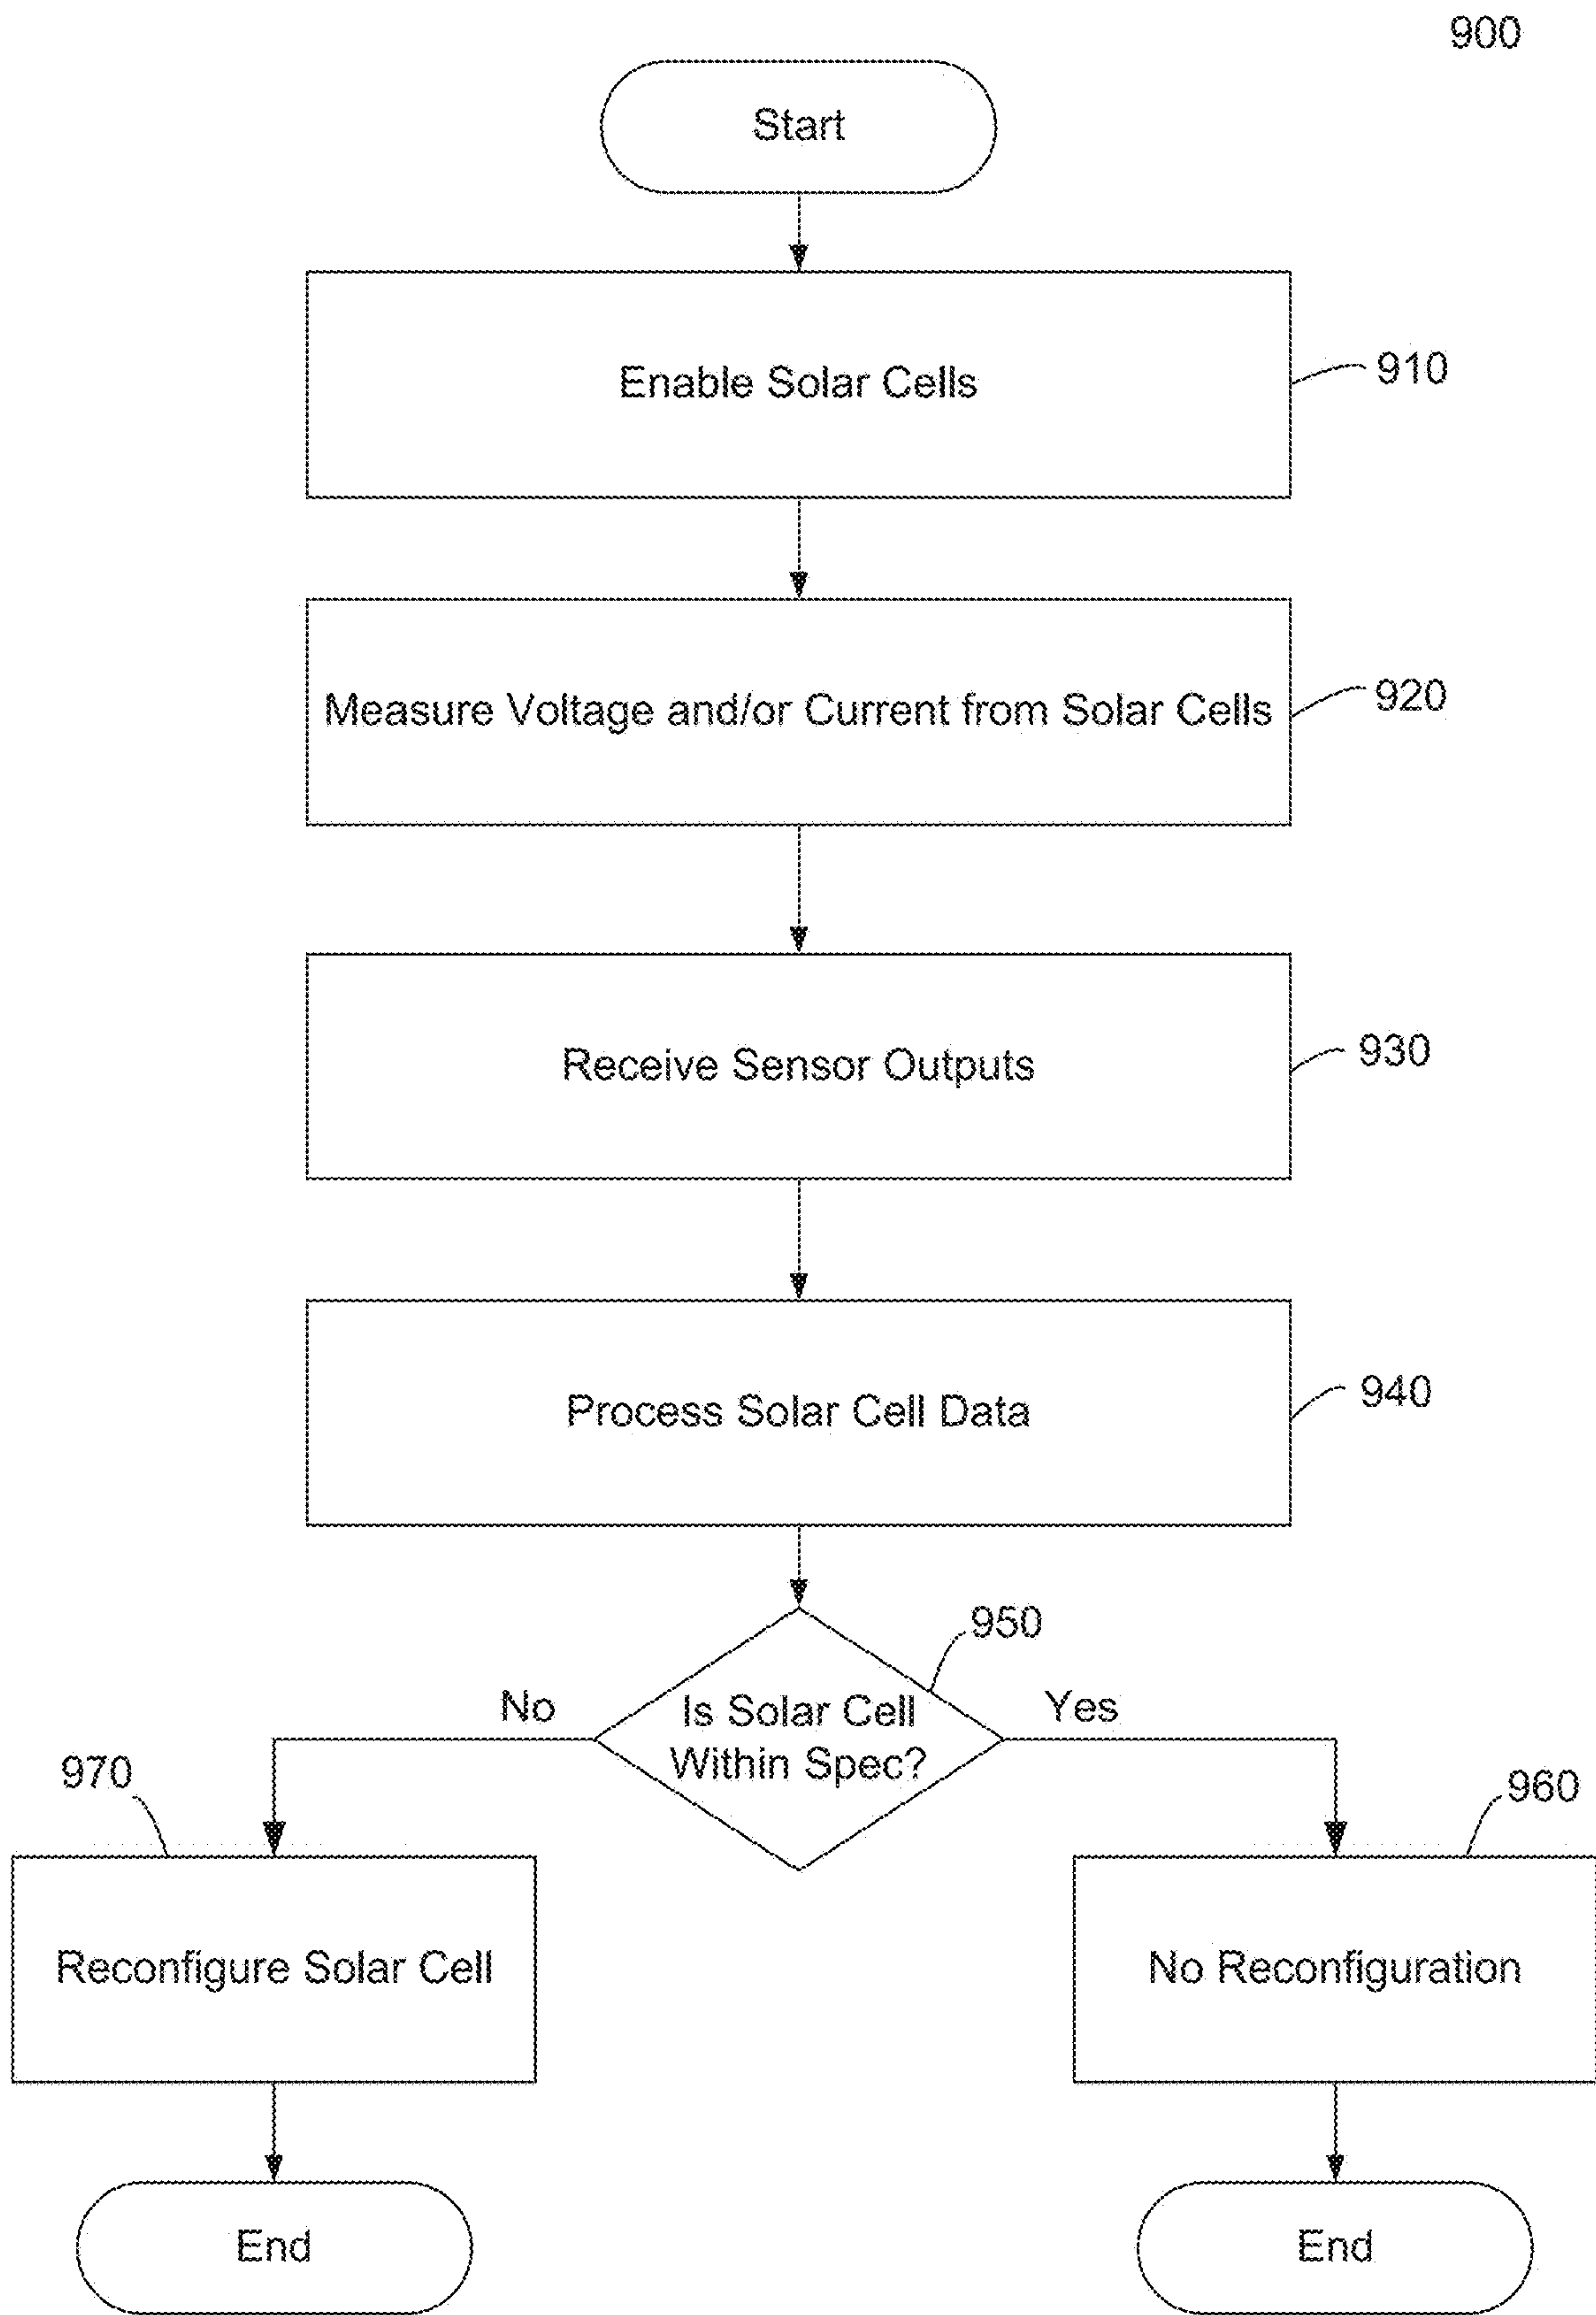 900
Start
Enable Solar Cells
910
Measure Voltage and/or Current from Solar Cells
920
Receive Sensor Outputs
930
Process Solar Cell Data
940
950
Is Solar Cell
Within Spec?
No
Yes
970
960
Reconfigure Solar Cell
No Reconfiguration
End
End